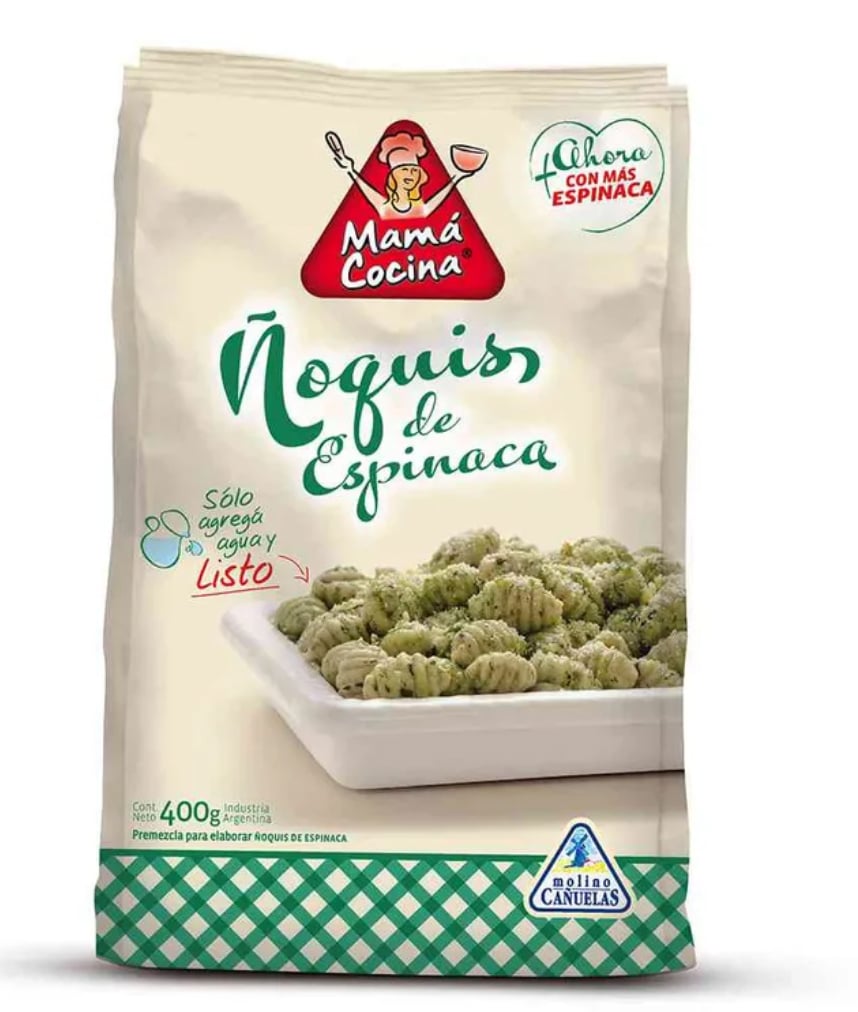 Mamá
Cocina®
+Ahora
CON MÁS
ESPINACA
Ñoquis
de
Espinaca
Sólo
agregá
agua y
Listo
Cont.
Neto 400g Industria
Argentina
Premezcla para elaborar ÑOQUIS DE ESPINACA
molino
CAÑUELAS